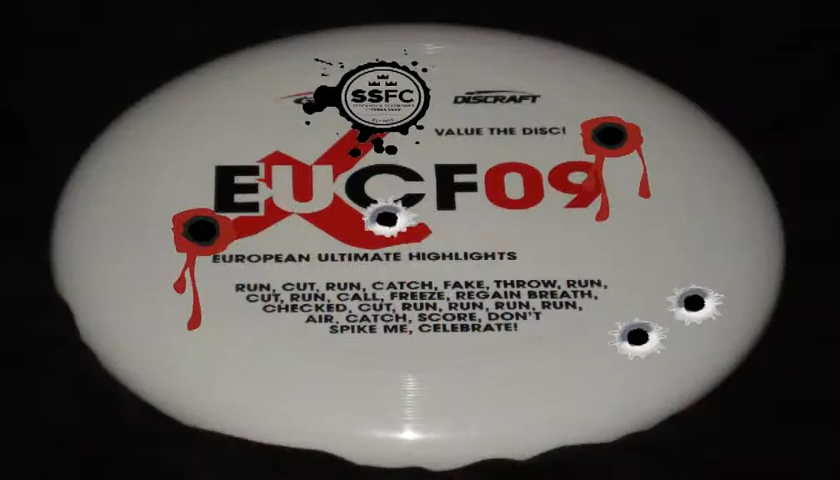 SSFC
DISCRAFT
VALUE THE DISC!
EUCF09
EUROPEAN ULTIMATE HIGHLIGHTS
RUN, CUT, RUN, CATCH, FAKE, THROW, RUN,
CUT, RUN, CALL, FREEZE, REGAIN BREATH,
CHECKED, CUT, RUN, RUN, RUN, RUN,
AIR, CATCH, SCORE, DON'T
SPIKE ME, CELEBRATE!